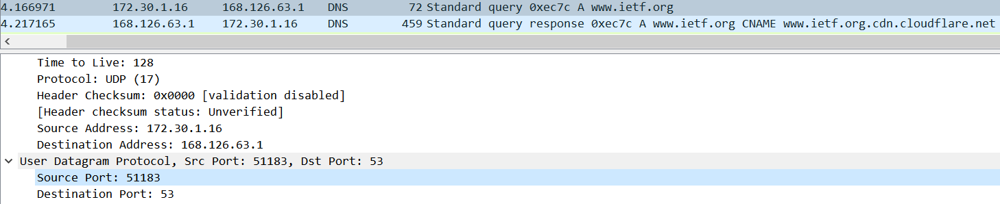 4.166971 172.30.1.16 168.126.63.1 DNS 72 Standard query 0xec7c A www.ietf.org
4.217165 168.126.63.1 172.30.1.16 DNS 459 Standard query response 0xec7c A www.ietf.org CNAME www.ietf.org.cdn.cloudflare.net
Time to Live: 128
Protocol: UDP (17)
Header Checksum: 0x0000 [validation disabled]
[Header checksum status: Unverified]
Source Address: 172.30.1.16
Destination Address: 168.126.63.1
User Datagram Protocol, Src Port: 51183, Dst Port: 53
Source Port: 51183
Destination Port: 53